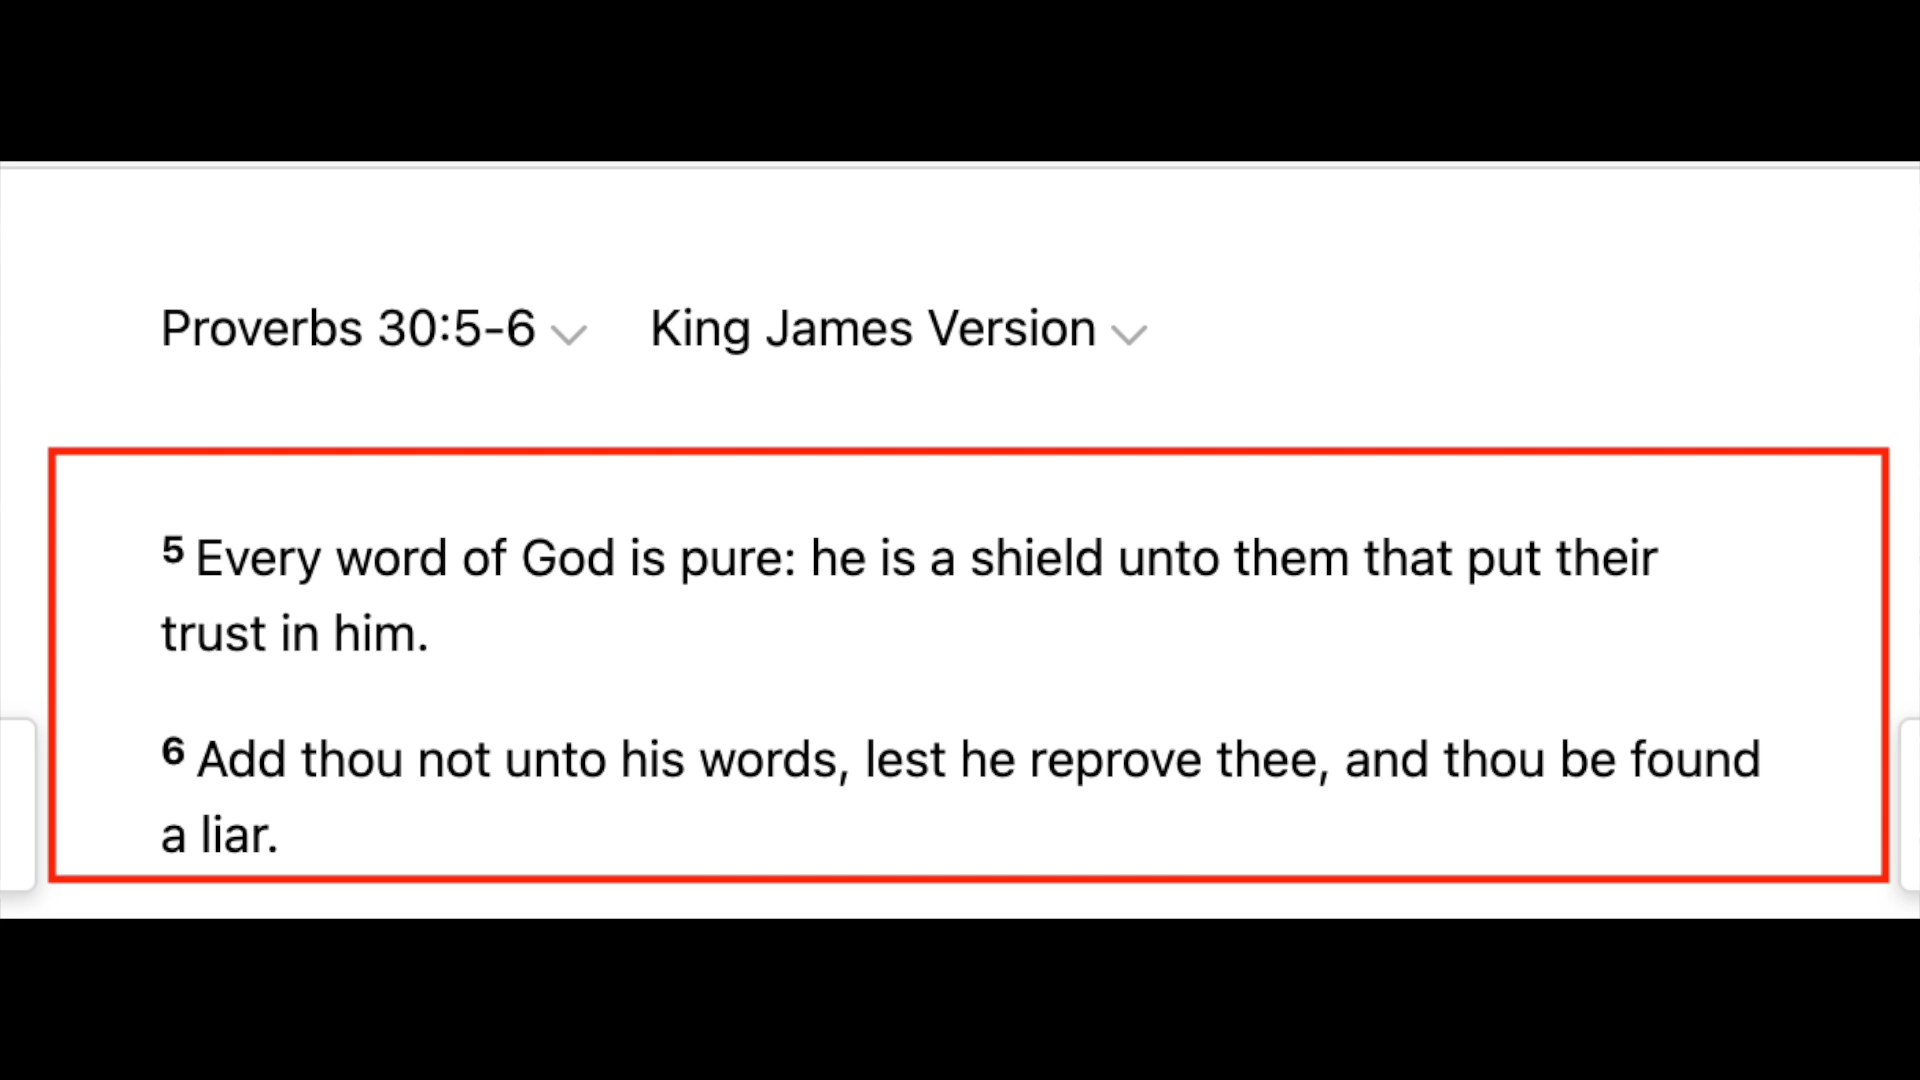 Proverbs 30:5-6 King James Version
5 Every word of God is pure: he is a shield unto them that put their
trust in him.
6 Add thou not unto his words, lest he reprove thee, and thou be found
a liar.